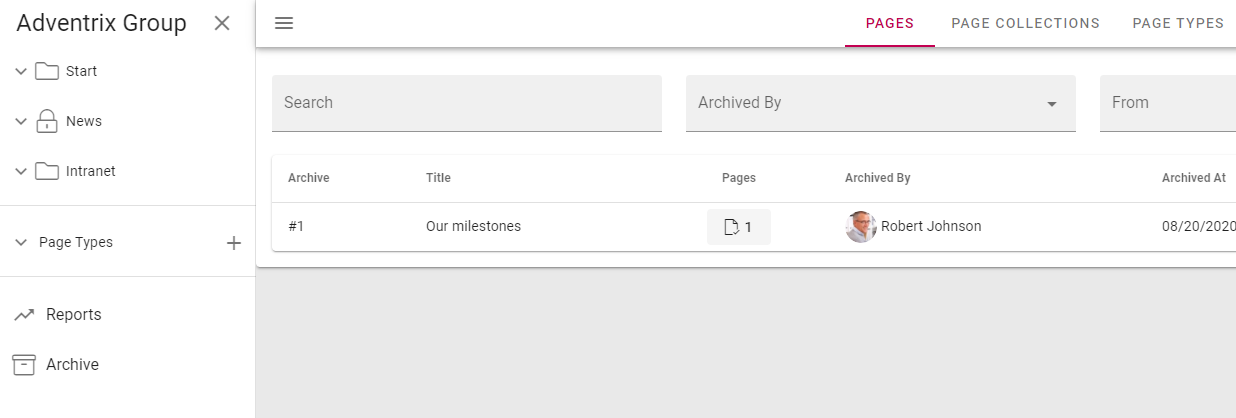 Adventrix Group
Start
News
Intranet
Page Types
Reports
Archive
PAGES PAGE COLLECTIONS PAGE TYPES
Search Archived By From
Archive Title Pages Archived By Archived At
#1 Our milestones 1 Robert Johnson 08/20/2020